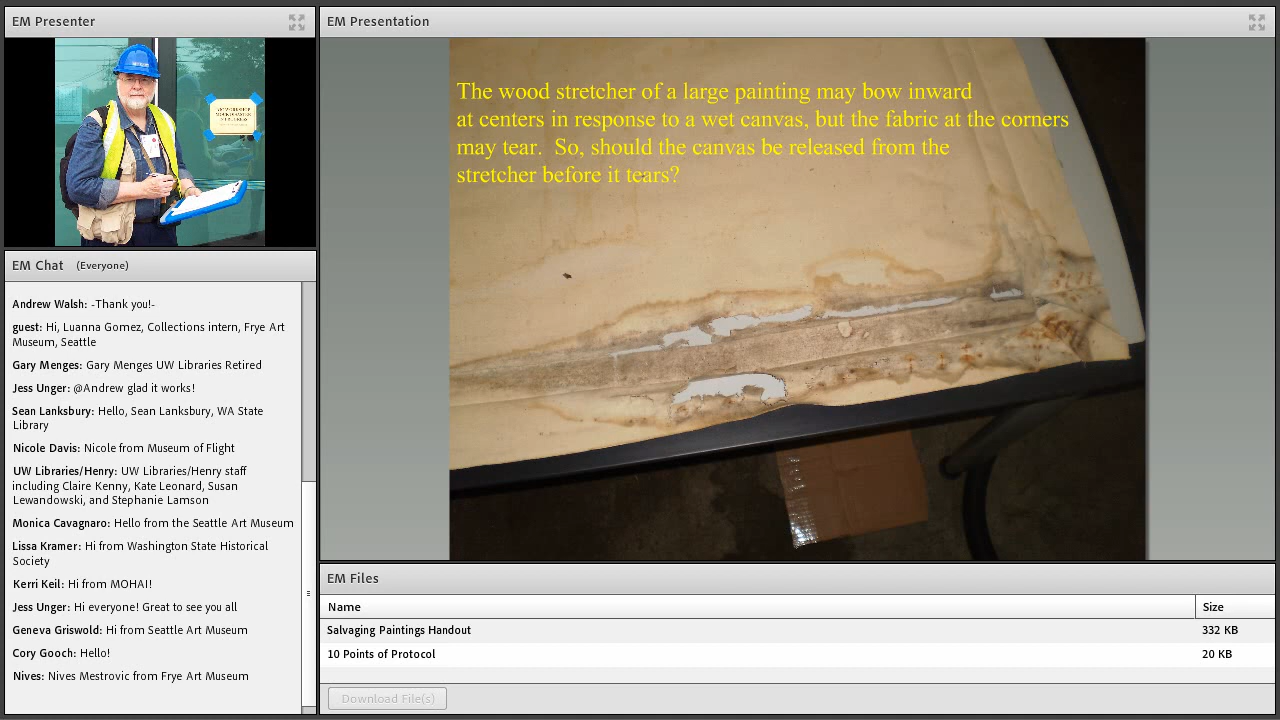 EM Presenter
EM Chat (Everyone)
Andrew Walsh: -Thank you!-
guest: Hi, Luanna Gomez, Collections intern, Frye Art
Museum, Seattle
Gary Menges: Gary Menges UW Libraries Retired
Jess Unger: @Andrew glad it works!
Sean Lanksbury: Hello, Sean Lanksbury, WA State
Library
Nicole Davis: Nicole from Museum of Flight
UW Libraries/Henry: UW Libraries/Henry staff
including Claire Kenny, Kate Leonard, Susan
Lewandowski, and Stephanie Lamson
Monica Cavagnaro: Hello from the Seattle Art Museum
Lissa Kramer: Hi from Washington State Historical
Society
Kerri Keil: Hi from MOHAI!
Jess Unger: Hi everyone! Great to see you all
Geneva Griswold: Hi from Seattle Art Museum
Cory Gooch: Hello!
Nives: Nives Mestrovic from Frye Art Museum
EM Presentation
The wood stretcher of a large painting may bow inward
at centers in response to a wet canvas, but the fabric at the corners
may tear.  So, should the canvas be released from the
stretcher before it tears?
EM Files
Name Size
Salvaging Paintings Handout 332 KB
10 Points of Protocol 20 KB
Download File(s)